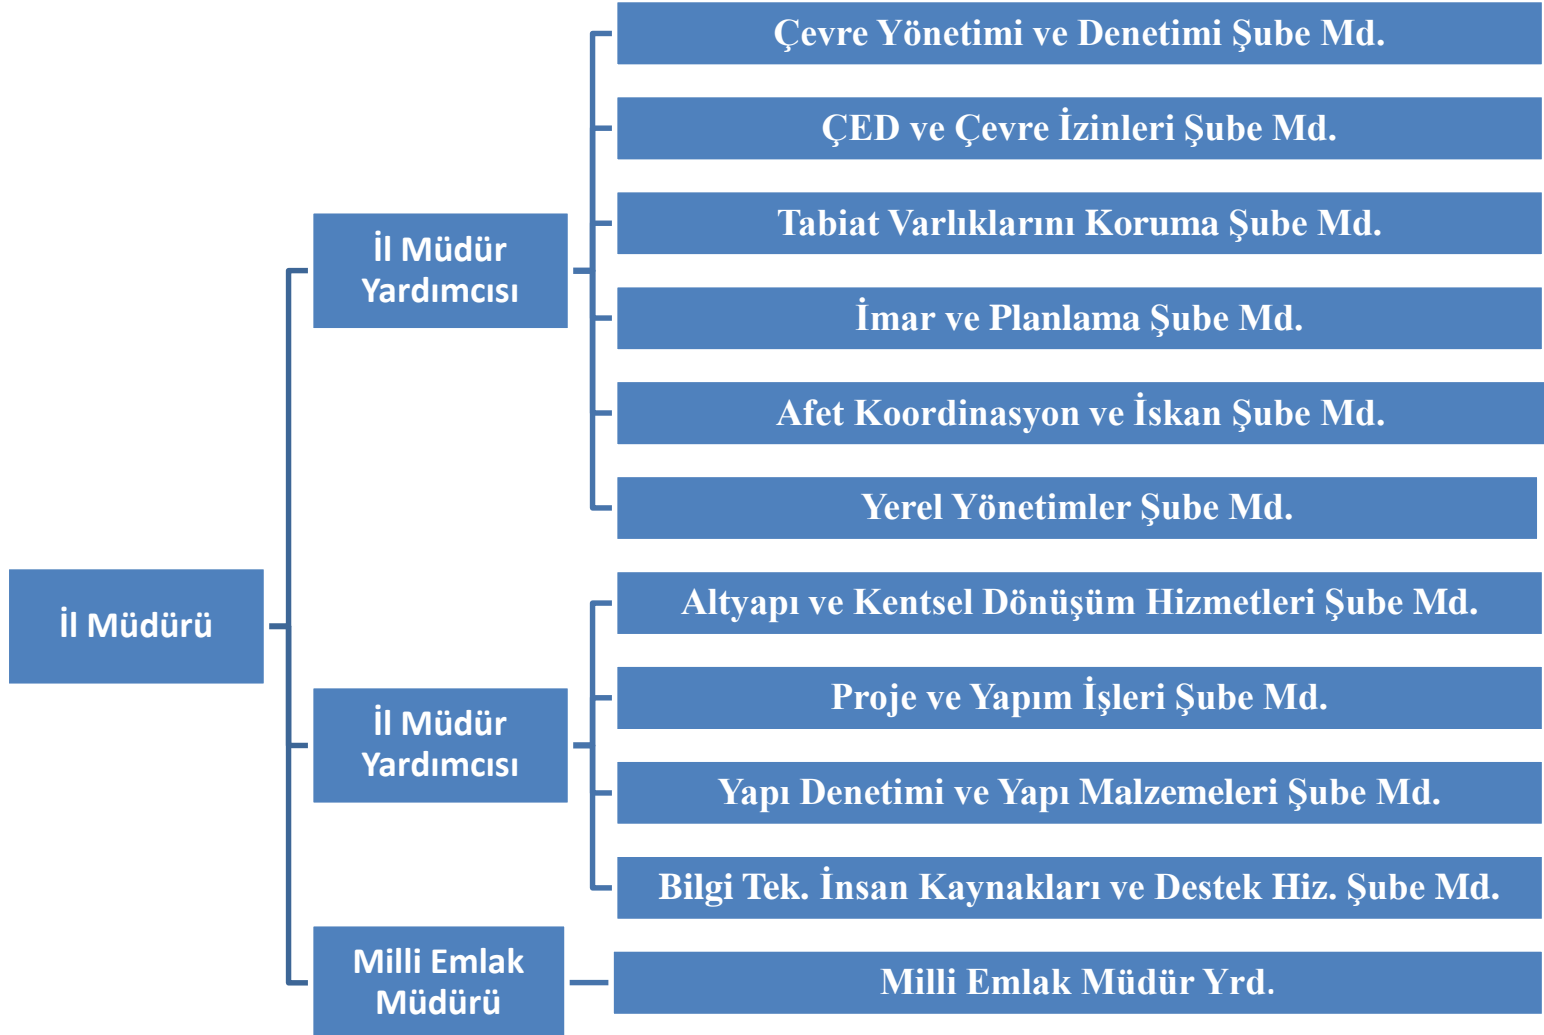 Çevre Yönetimi ve Denetimi Şube Md.
ÇED ve Çevre İzinleri Şube Md.
Tabiat Varlıklarını Koruma Şube Md.
İl Müdür
Yardımcısı
İmar ve Planlama Şube Md.
Afet Koordinasyon ve İskan Şube Md.
Yerel Yönetimler Şube Md.
İl Müdürü
Altyapı ve Kentsel Dönüşüm Hizmetleri Şube Md.
Proje ve Yapım İşleri Şube Md.
İl Müdür
Yardımcısı
Yapı Denetimi ve Yapı Malzemeleri Şube Md.
Bilgi Tek. İnsan Kaynakları ve Destek Hiz. Şube Md.
Milli Emlak
Müdürü
Milli Emlak Müdür Yrd.